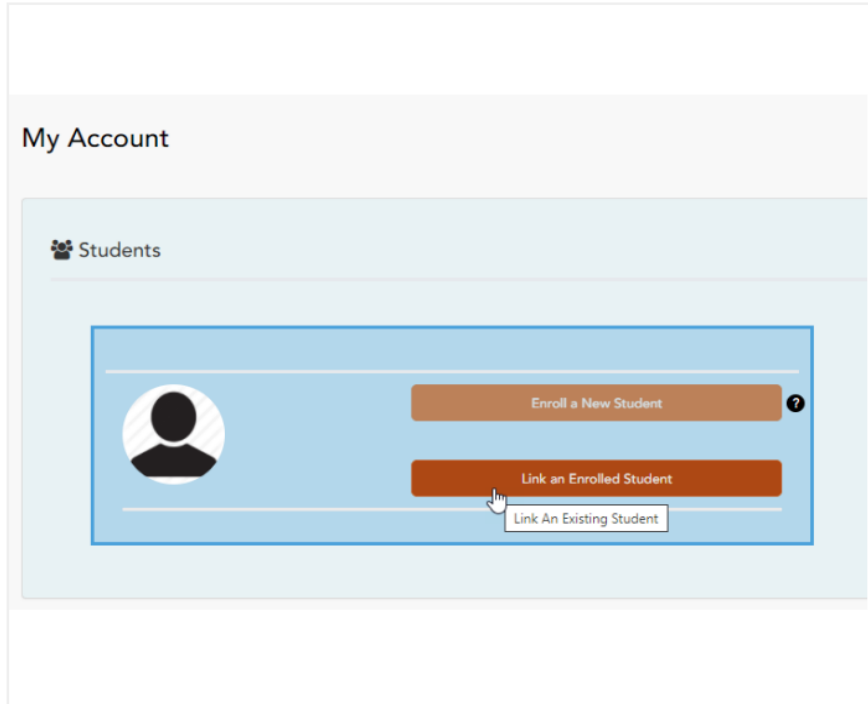 My Account
Students
Enroll a New Student
?
Link an Enrolled Student
Link An Existing Student